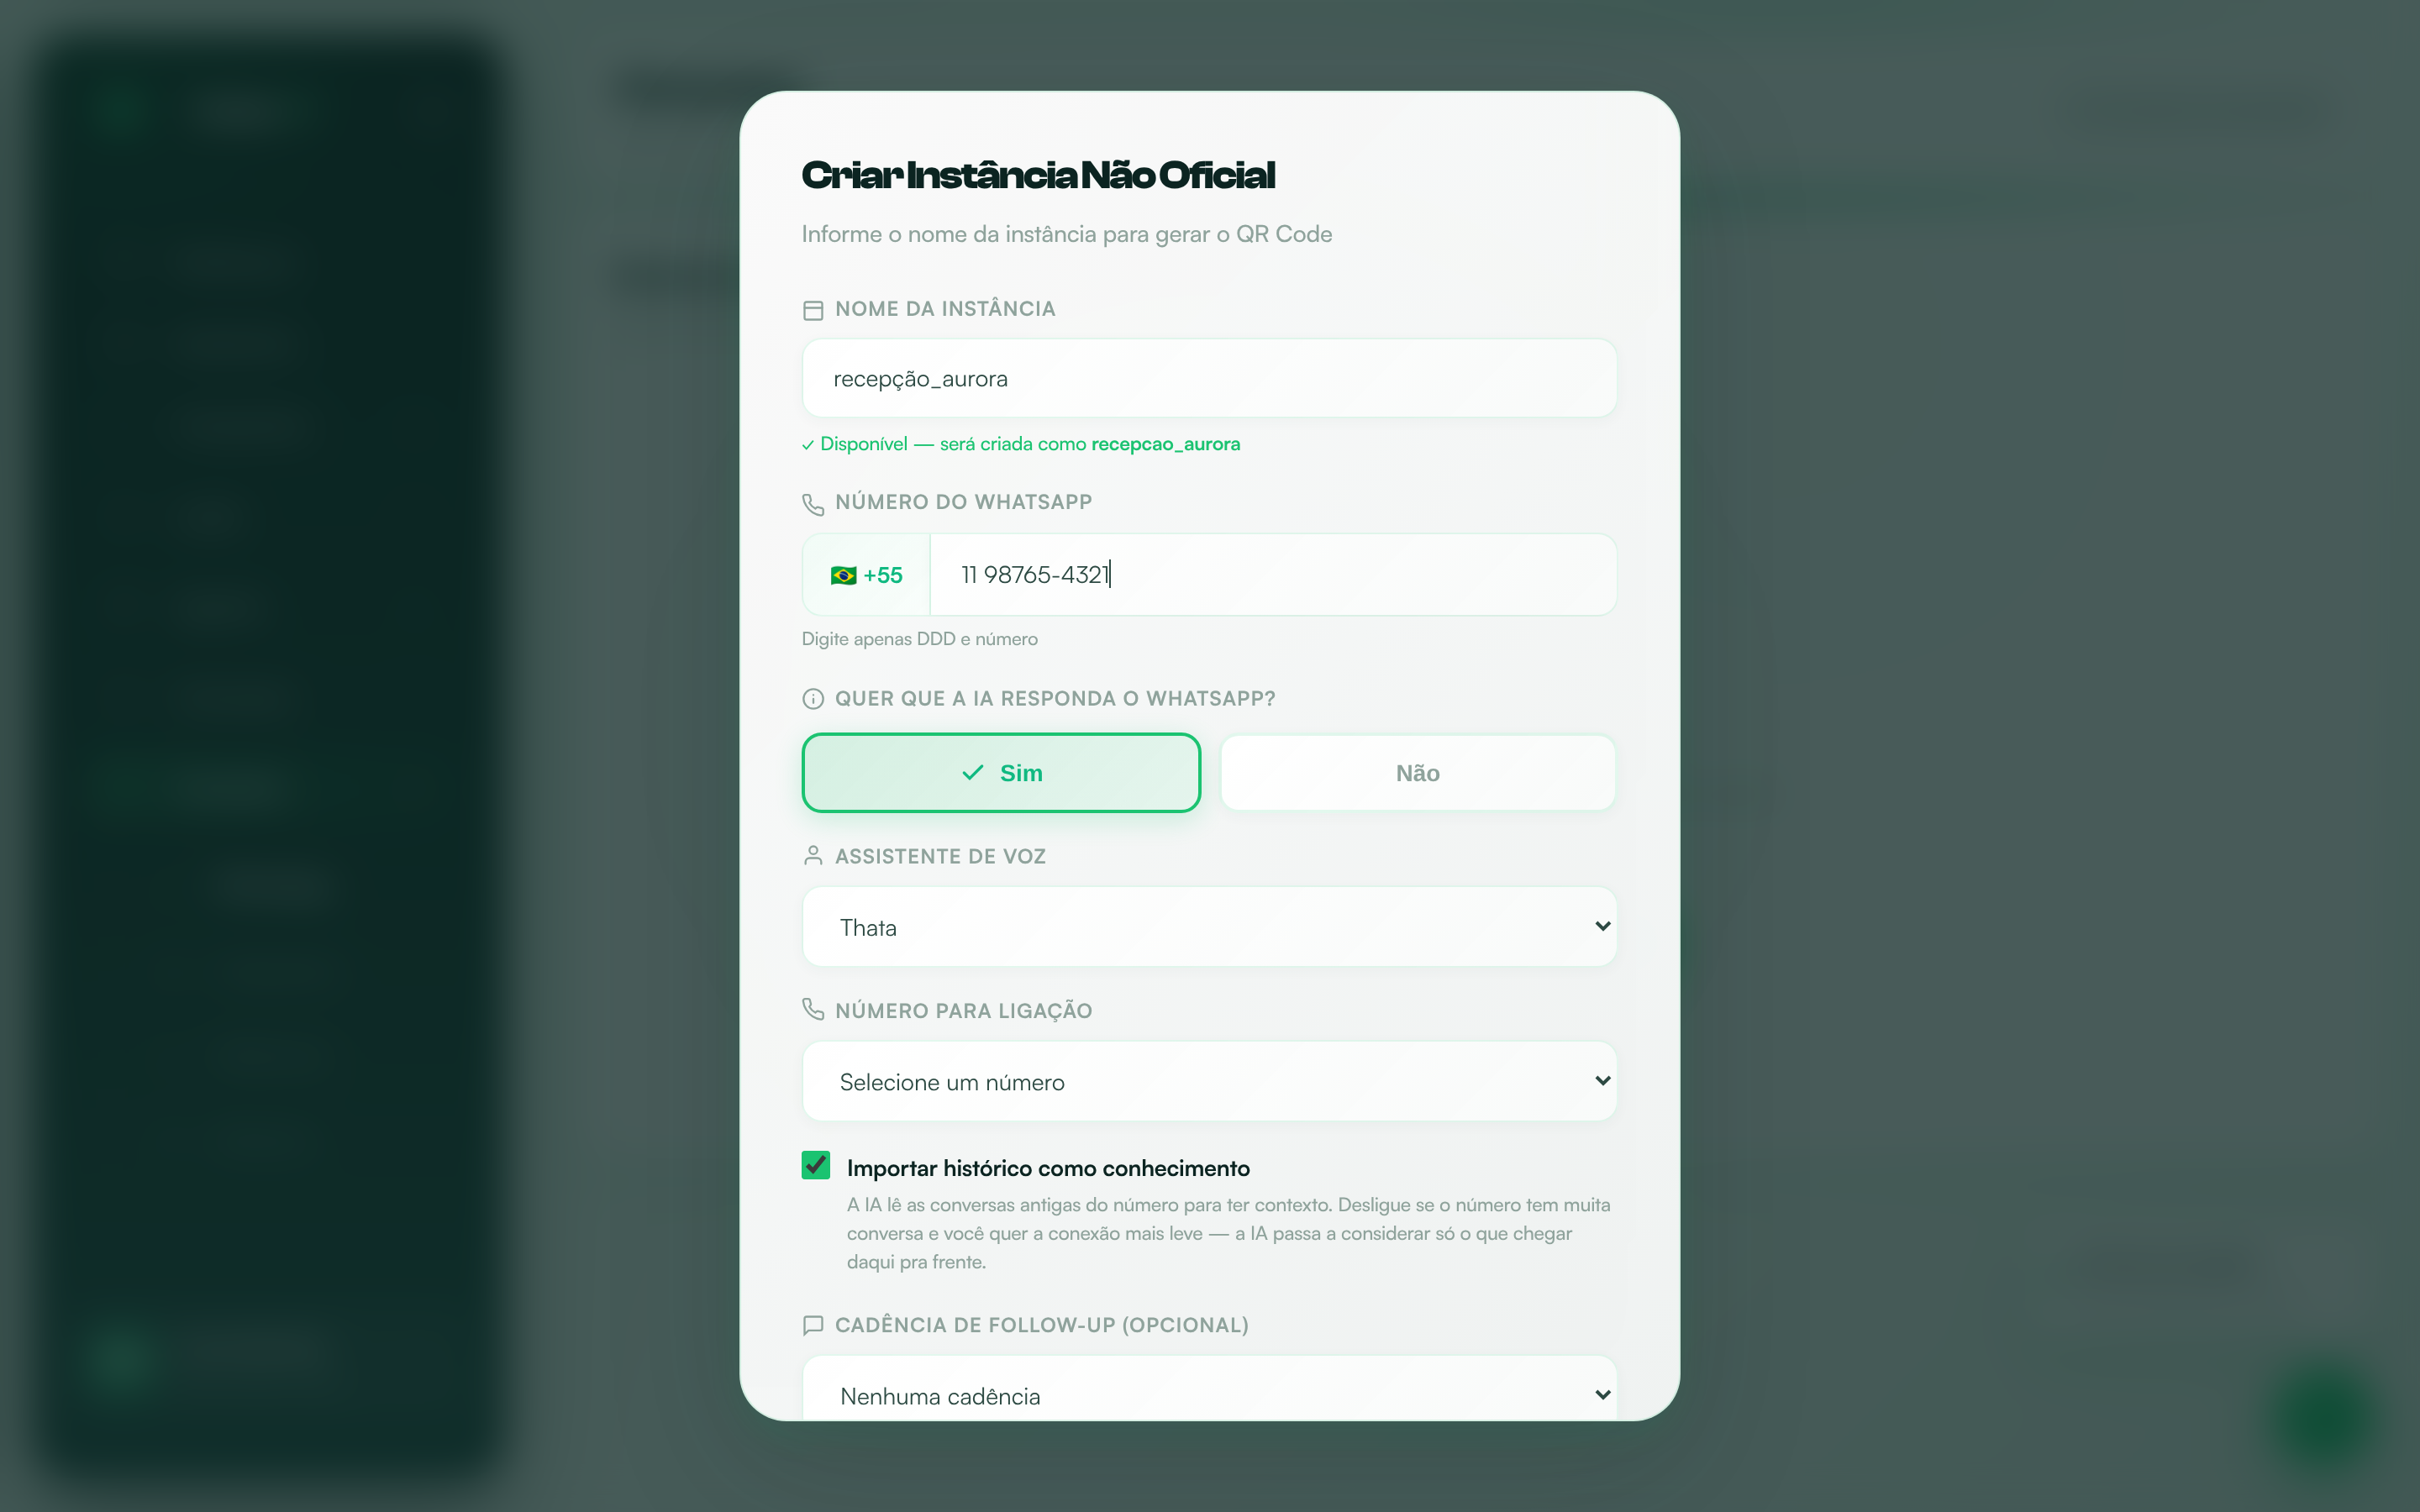 Criar Instância Não Oficial
Informe o nome da instância para gerar o QR Code
NOME DA INSTÂNCIA
recepção_aurora
✓ Disponível — será criada como recepcao_aurora
NÚMERO DO WHATSAPP
🇧🇷 +55
11 98765-4321
Digite apenas DDD e número
QUER QUE A IA RESPONDA O WHATSAPP?
✓ Sim
Não
ASSISTENTE DE VOZ
Thata
NÚMERO PARA LIGAÇÃO
Selecione um número
Importar histórico como conhecimento
A IA lê as conversas antigas do número para ter contexto. Desligue se o número tem muita
conversa e você quer a conexão mais leve — a IA passa a considerar só o que chegar
daqui pra frente.
CADÊNCIA DE FOLLOW-UP (OPCIONAL)
Nenhuma cadência